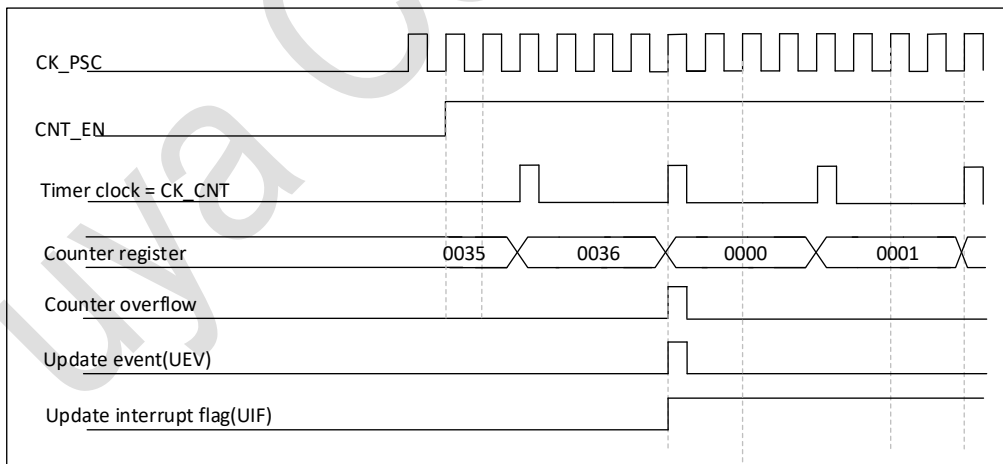 CK_PSC
CNT_EN
Timer clock = CK_CNT
Counter register 0035 0036 0000 0001
Counter overflow
Update event(UEV)
Update interrupt flag(UIF)
uya C